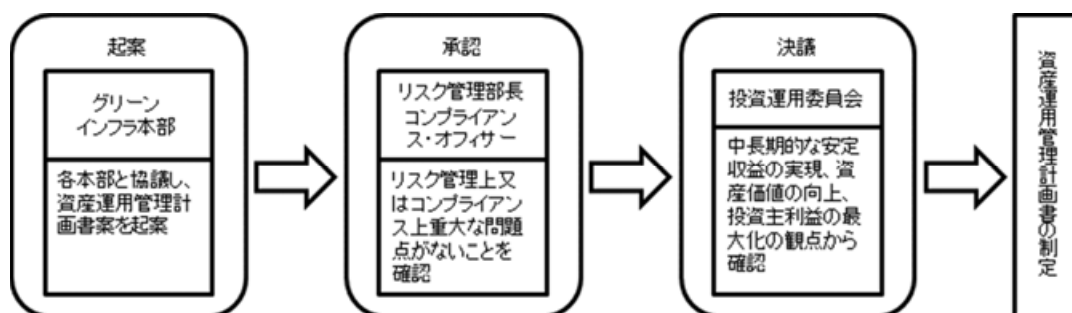 起案
グリーン
インフラ本部
各本部と協議し、
資産運用管理計
画書案を起案
承認
リスク管理部長
コンプライアン
ス・オフィサー
リスク管理上又
はコンプライアン
ス上重大な問題
点がないことを
確認
決議
投資運用委員会
中長期的な安定
収益の実現、資
産価値の向上、
投資主利益の最
大化の観点から
確認
資産運用管理計画書の制定